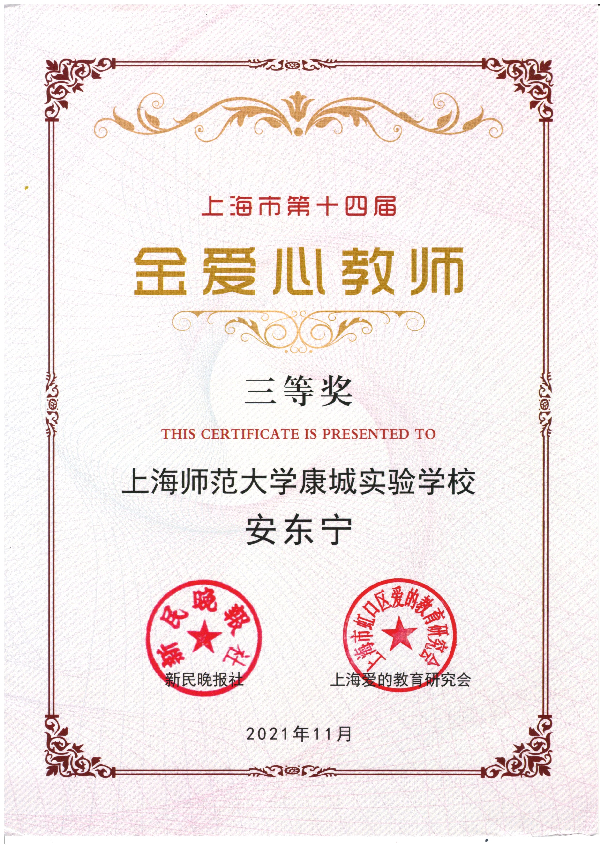 上海市第十四届
金爱心教师
三等奖
THIS CERTIFICATE IS PRESENTED TO
上海师范大学康城实验学校
安东宁
新民晚报社
上海市虹口区爱的教育研究会
新民晚报社
上海爱的教育研究会
2021年11月